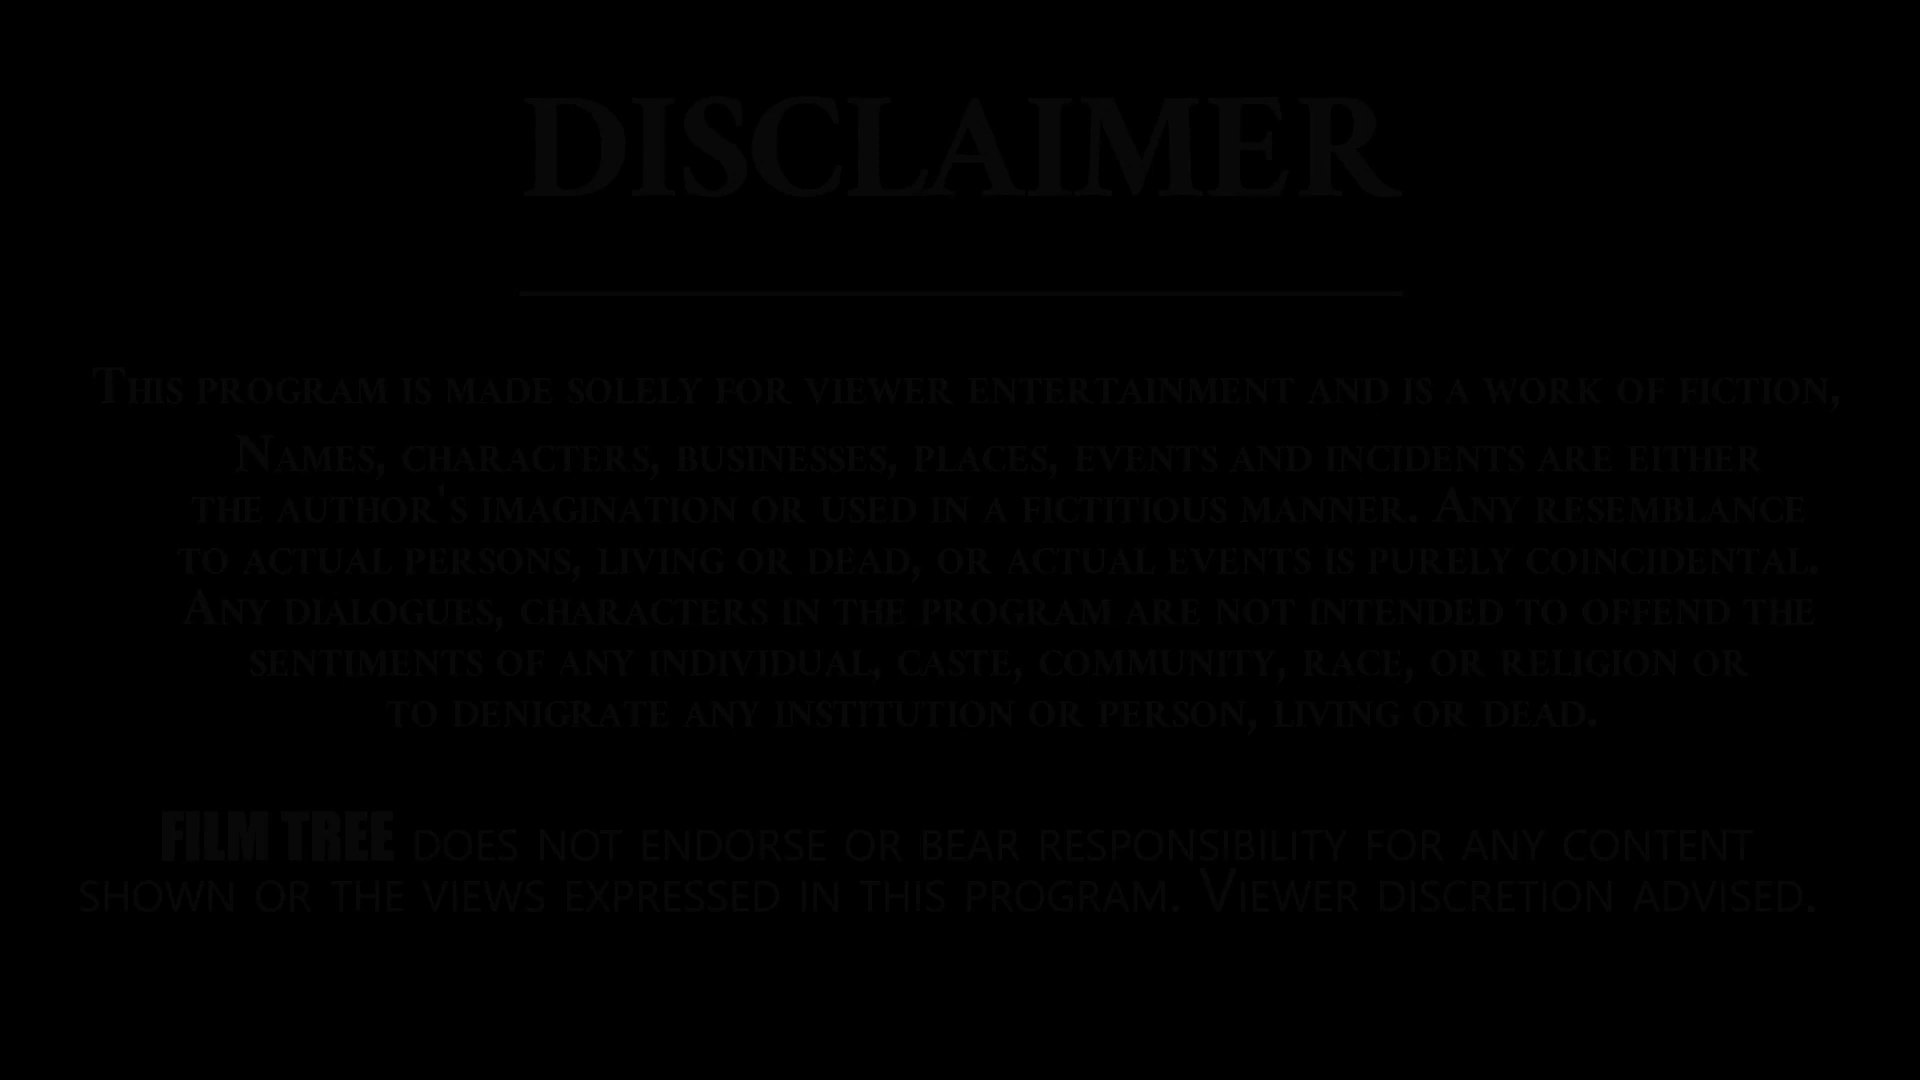 DISCLAIMER
This program is made solely for viewer entertainment and is a work of fiction,
Names, characters, businesses, places, events and incidents are either
the author's imagination or used in a fictitious manner. Any resemblance
to actual persons, living or dead, or actual events is purely coincidental.
Any dialogues, characters in the program are not intended to offend the
sentiments of any individual, caste, community, race, or religion or
to denigrate any institution or person, living or dead.
FILM TREE does not endorse or bear responsibility for any content
shown or the views expressed in this program. Viewer discretion advised.